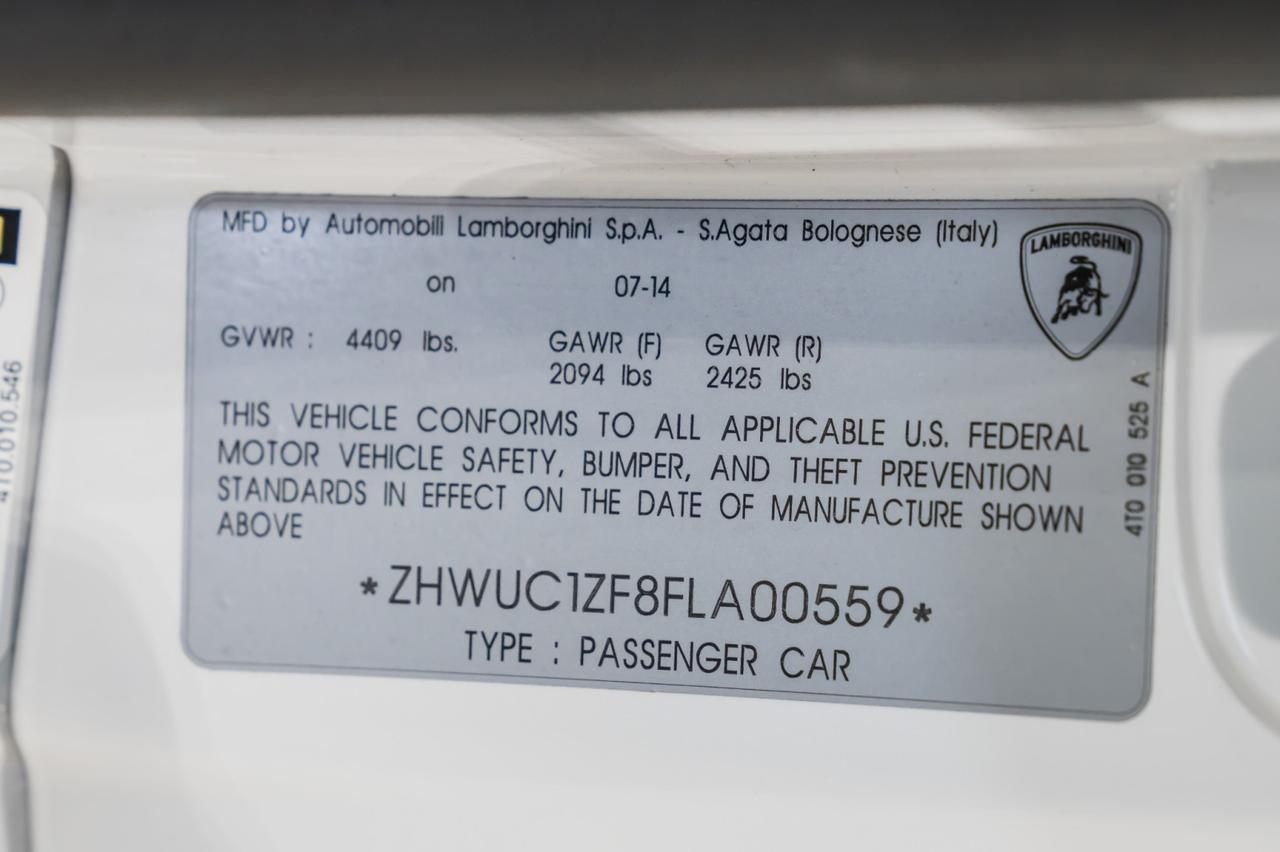 MFD by Automobili Lamborghini S.p.A. - S.Agata Bolognese (Italy)
LAMBORGHINI
on 07-14
GVWR : 4409 lbs. GAWR (F) GAWR (R)
2094 lbs 2425 lbs
THIS VEHICLE CONFORMS TO ALL APPLICABLE U.S. FEDERAL
MOTOR VEHICLE SAFETY, BUMPER, AND THEFT PREVENTION
STANDARDS IN EFFECT ON THE DATE OF MANUFACTURE SHOWN
ABOVE
*ZHWUC1ZF8FLA00559*
TYPE : PASSENGER CAR
4T0 010 525 A
4T0.010.546